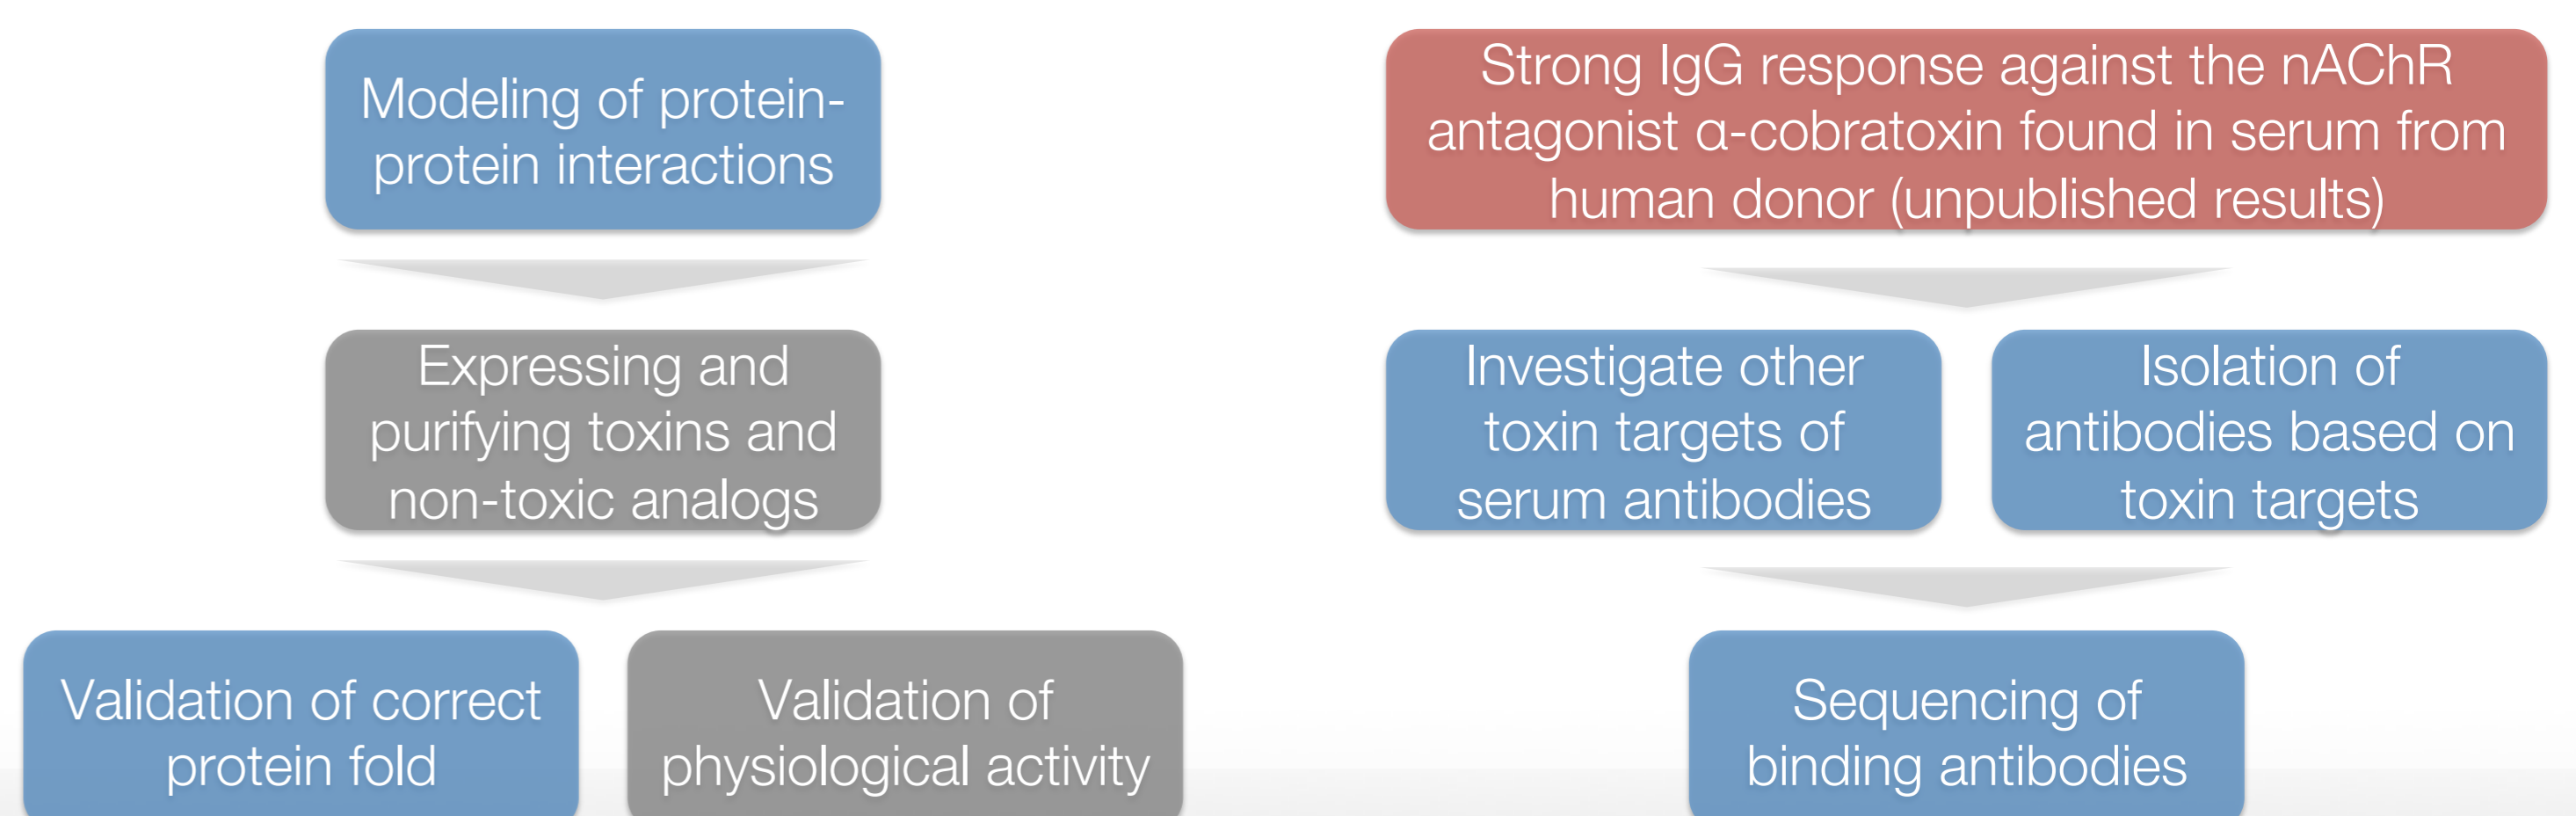 Modeling of protein-
protein interactions
Expressing and
purifying toxins and
non-toxic analogs
Validation of correct
protein fold
Validation of
physiological activity
Strong IgG response against the nAChR
antagonist α-cobratoxin found in serum from
human donor (unpublished results)
Investigate other
toxin targets of
serum antibodies
Isolation of
antibodies based on
toxin targets
Sequencing of
binding antibodies